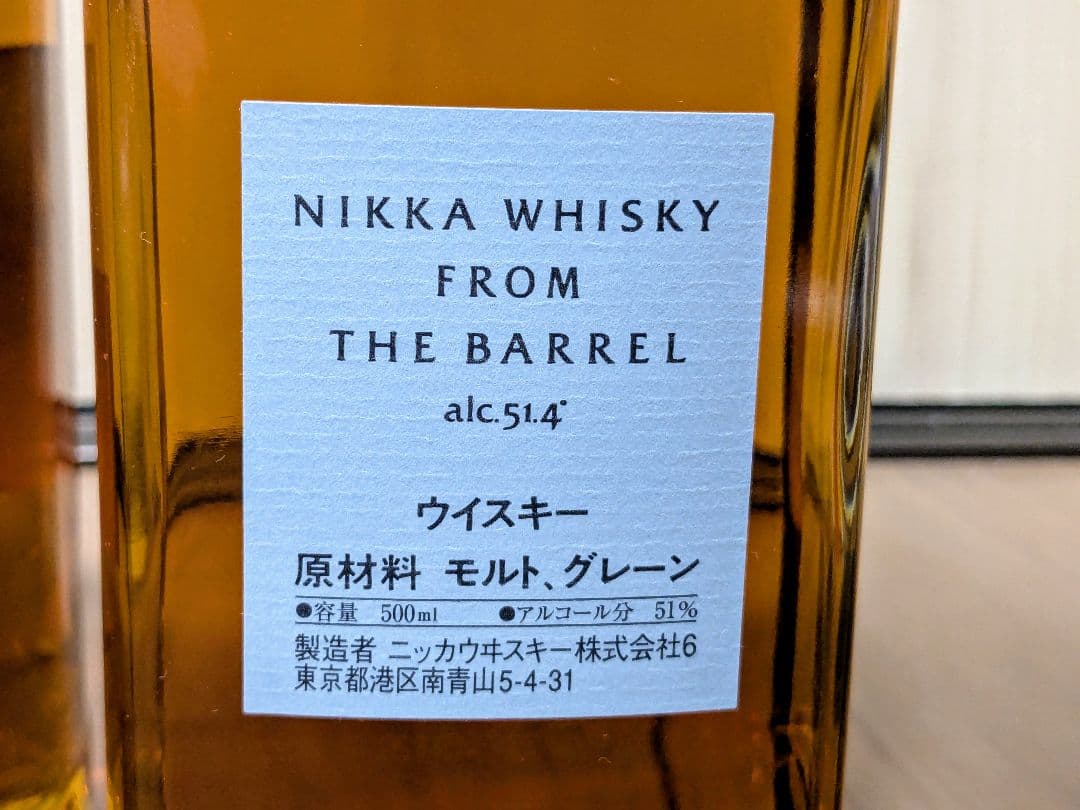 NIKKA WHISKY
FROM
THE BARREL
alc.51.4°
ウイスキー
原材料 モルト、グレーン
●容量 500ml ●アルコール分 51%
製造者 ニッカウヰスキー株式会社6
東京都港区南青山5-4-31